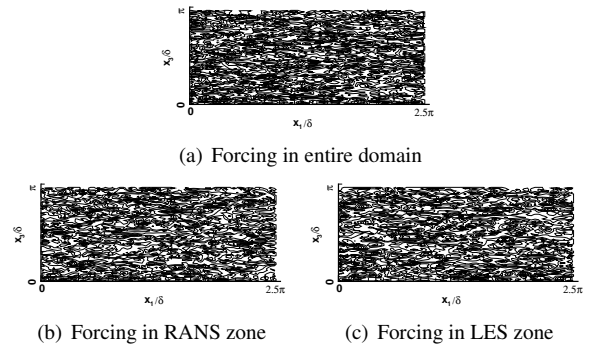 π
x₃/δ
0
0
2.5π
x₁/δ
(a) Forcing in entire domain
π
x₃/δ
0
0
2.5π
x₁/δ
π
x₃/δ
0
0
2.5π
x₁/δ
(b) Forcing in RANS zone
(c) Forcing in LES zone